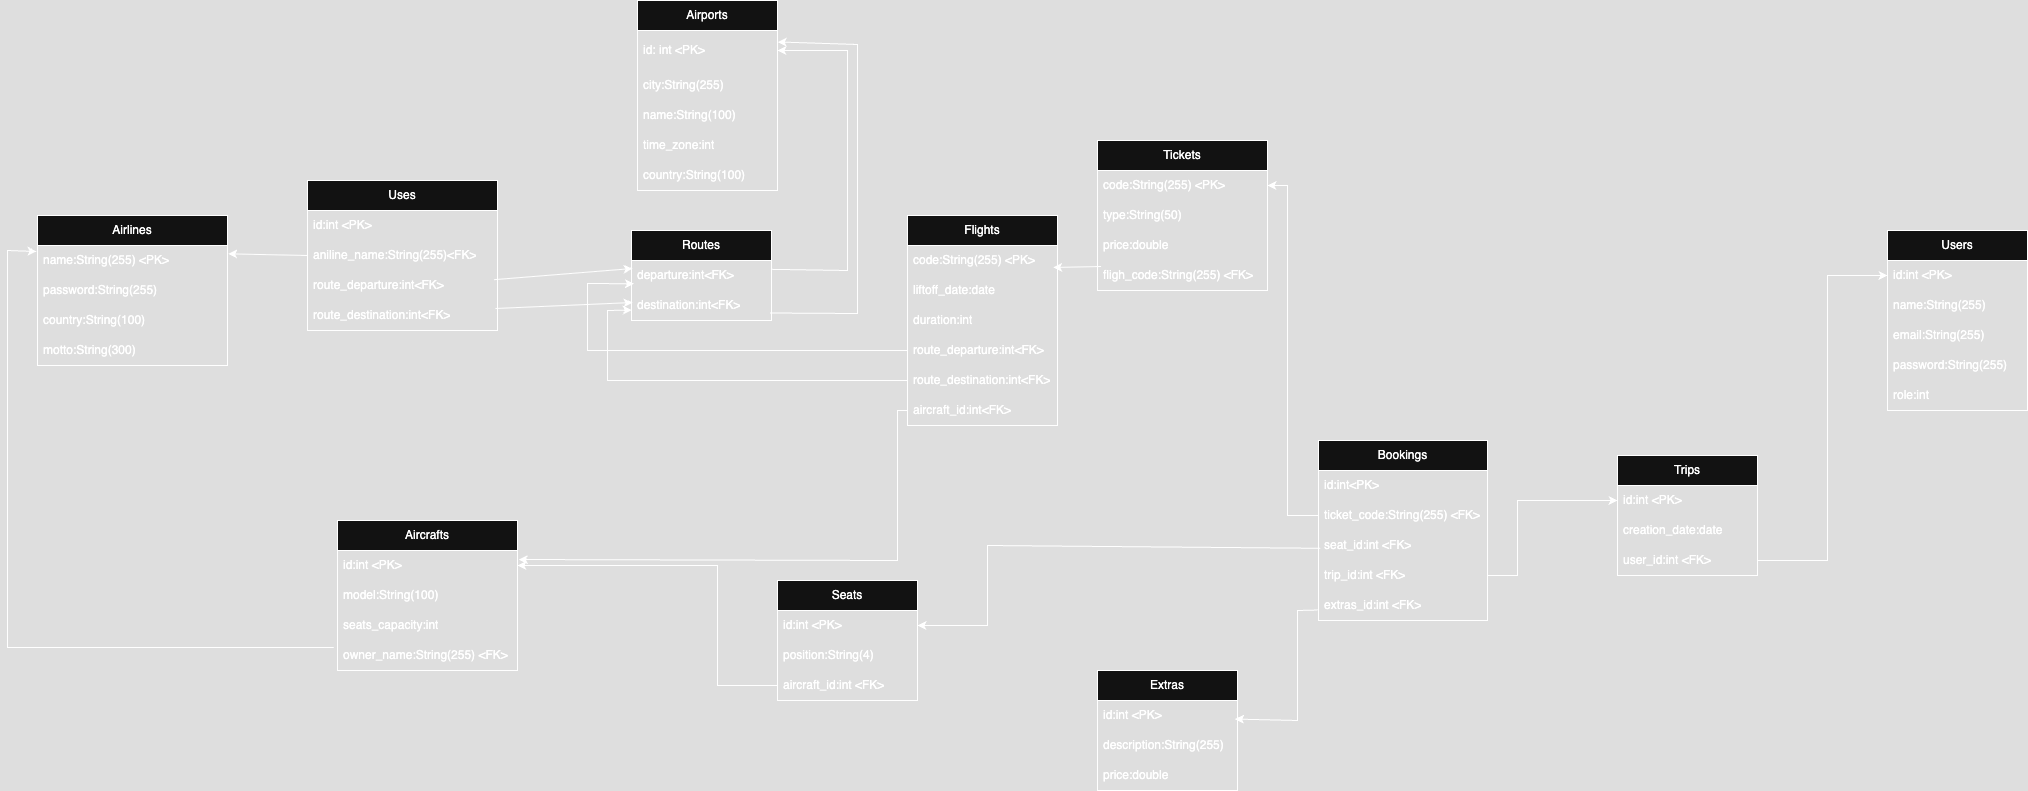 Airports
id: int <PK>
city:String(255)
name:String(100)
time_zone:int
country:String(100)
Tickets
code:String(255) <PK>
type:String(50)
price:double
fligh_code:String(255) <FK>
Uses
id:int <PK>
aniline_name:String(255)<FK>
route_departure:int<FK>
route_destination:int<FK>
Airlines
name:String(255) <PK>
password:String(255)
country:String(100)
motto:String(300)
Routes
departure:int<FK>
destination:int<FK>
Flights
code:String(255) <PK>
liftoff_date:date
duration:int
route_departure:int<FK>
route_destination:int<FK>
aircraft_id:int<FK>
Users
id:int <PK>
name:String(255)
email:String(255)
password:String(255)
role:int
Bookings
id:int<PK>
ticket_code:String(255) <FK>
seat_id:int <FK>
trip_id:int <FK>
extras_id:int <FK>
Trips
id:int <PK>
creation_date:date
user_id:int <FK>
Aircrafts
id:int <PK>
model:String(100)
seats_capacity:int
owner_name:String(255) <FK>
Seats
id:int <PK>
position:String(4)
aircraft_id:int <FK>
Extras
id:int <PK>
description:String(255)
price:double